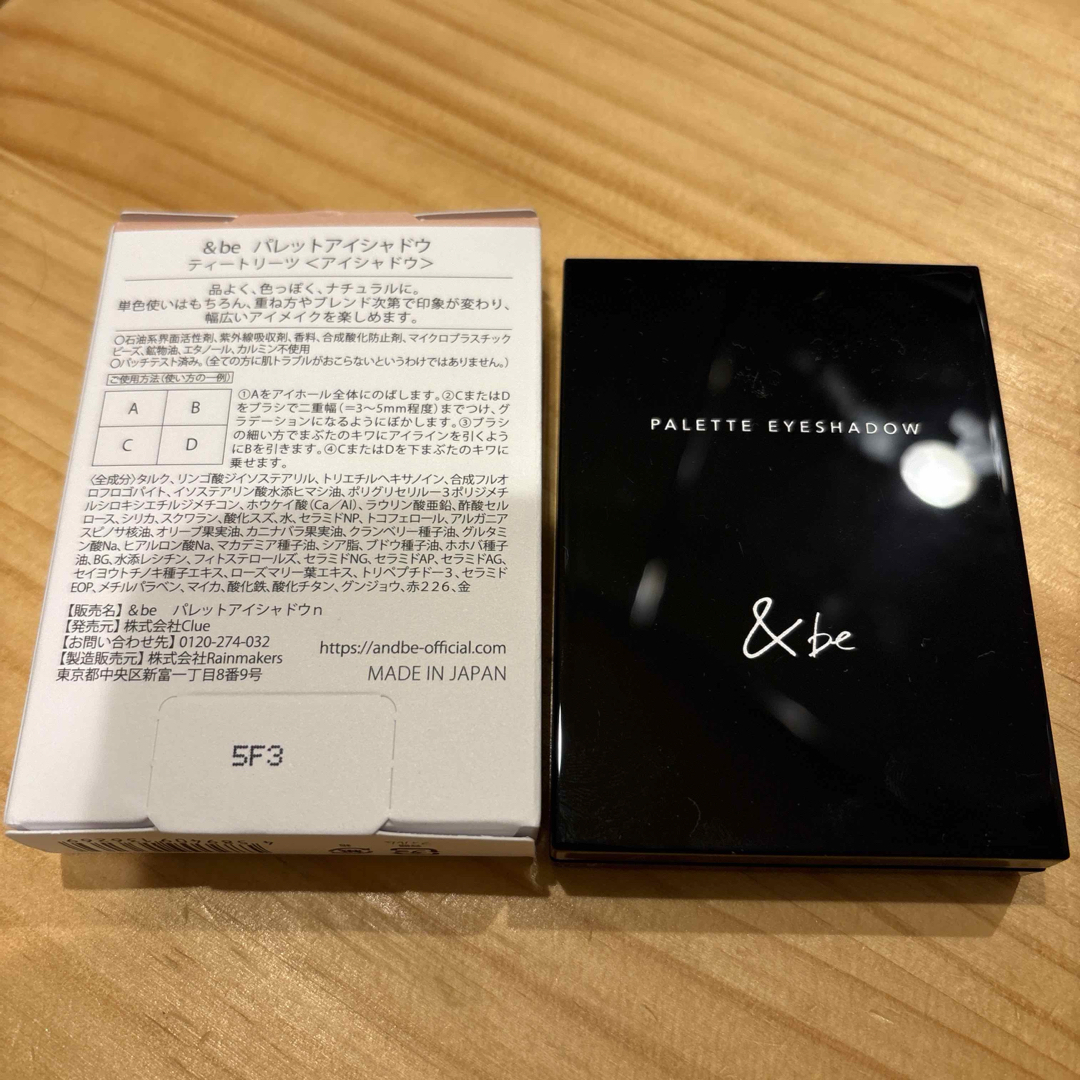 &be パレットアイシャドウ
ティートリーツ＜アイシャドウ＞
品よく、色っぽく、ナチュラルに。
単色使いはもちろん、重ね方やブレンド次第で印象が変わり、
幅広いアイメイクを楽しめます。
○石油系界面活性剤、紫外線吸収剤、香料、合成酸化防止剤、マイクロプラスチック
ビーズ、鉱物油、エタノール、カルミン不使用
○パッチテスト済み。(全ての方に肌トラブルがおこらないというわけではありません。)
ご使用方法(使い方の一例)
A B
C D
①Aをアイホール全体にのばします。②CまたはD
をブラシで二重幅(=3～5mm程度)までつけ、グ
ラデーションになるようにぼかします。③ブラシ
の細い方でまぶたのキワにアイラインを引くよう
にBを引きます。④CまたはDを下まぶたのキワに
乗せます。
〈全成分〉タルク、リンゴ酸ジイソステアリル、トリエチルヘキサノイン、合成フルオ
ロフロゴパイト、イソステアリン酸水添ヒマシ油、ポリグリセリル－3ポリジメチ
ルシロキシエチルジメチコン、ホウケイ酸(Ca/Al)、ラウリン酸亜鉛、酢酸セル
ロース、シリカ、スクワラン、酸化スズ、水、セラミドNP、トコフェロール、アルガニア
スピノサ核油、オリーブ果実油、カニナバラ果実油、クランベリー種子油、グルタミ
ン酸Na、ヒアルロン酸Na、マカデミア種子油、シア脂、ブドウ種子油、ホホバ種子
油、BG、水添レシチン、フィトステロールズ、セラミドNG、セラミドAP、セラミドAG、
セイヨウトチノキ種子エキス、ローズマリー葉エキス、トリペプチド－3、セラミド
EOP、メチルパラベン、マイカ、酸化鉄、酸化チタン、グンジョウ、赤226、金
【販売名】&be パレットアイシャドウn
【発売元】株式会社Clue
【お問い合わせ先】0120-274-032
【製造販売元】株式会社Rainmakers
東京都中央区新富一丁目8番9号
https://andbe-official.com
MADE IN JAPAN
5F3
PALETTE EYESHADOW
&be